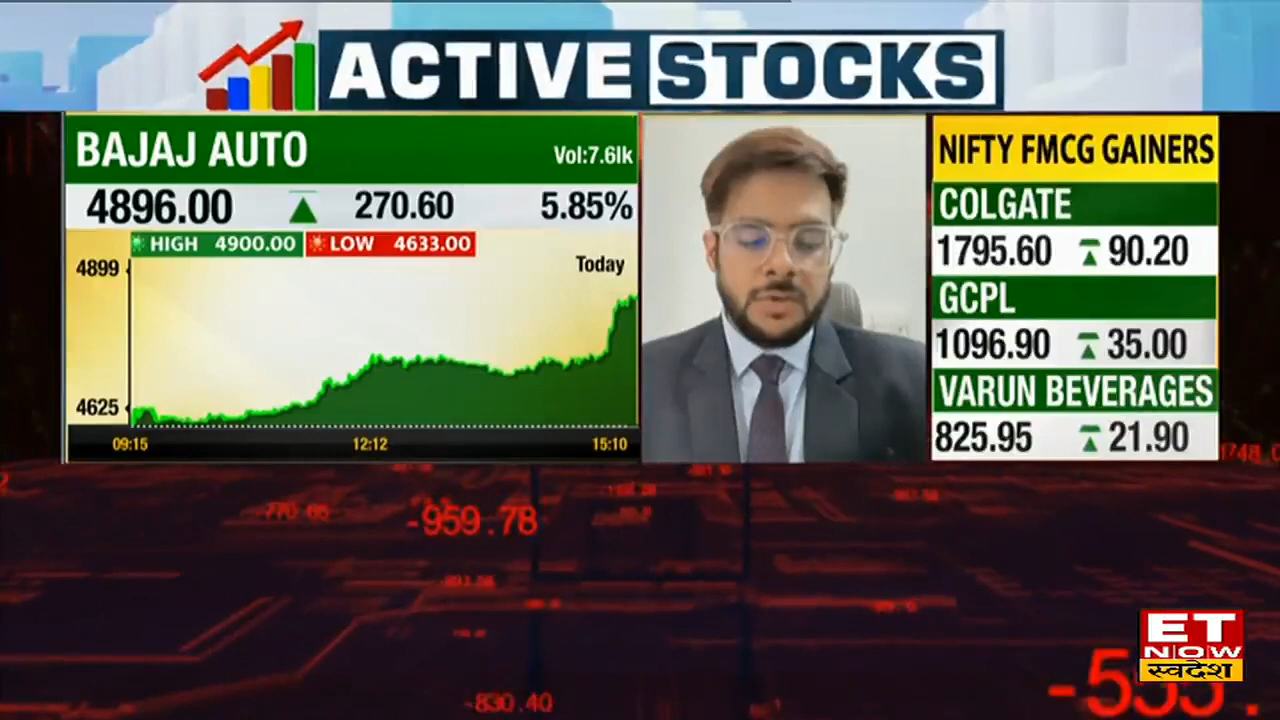 ACTIVE STOCKS
BAJAJ AUTO
Vol:7.6lk
4896.00 270.60 5.85%
HIGH 4900.00 LOW 4633.00
4899
Today
4625
09:15 12:12 15:10
NIFTY FMCG GAINERS
COLGATE
1795.60 90.20
GCPL
1096.90 35.00
VARUN BEVERAGES
825.95 21.90
-959.78
-830.40
ET
NOW
स्वदेश